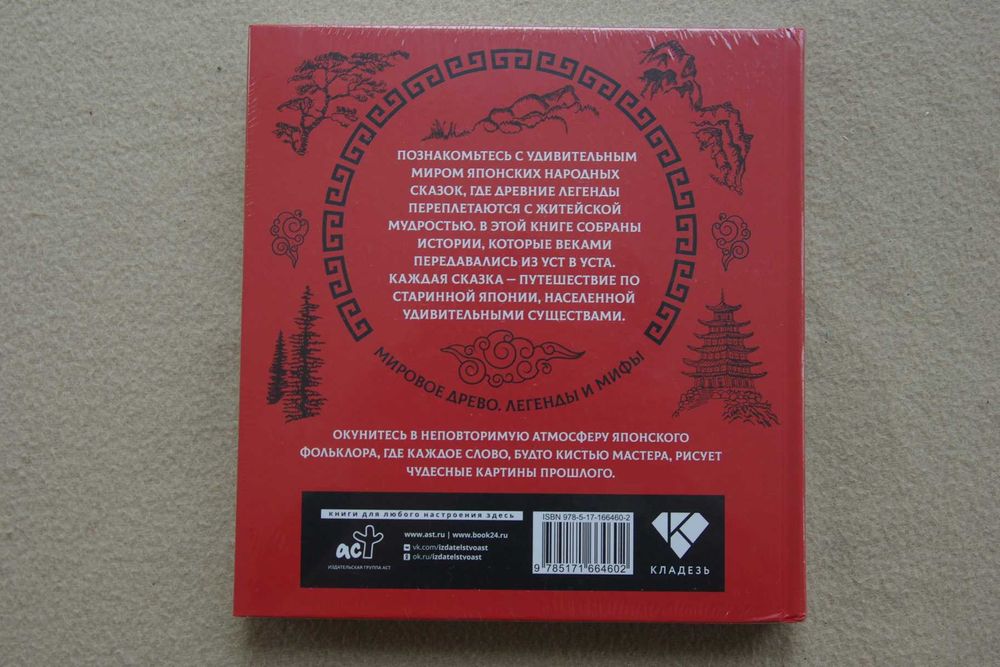 ПОЗНАКОМЬТЕСЬ С УДИВИТЕЛЬНЫМ
МИРОМ ЯПОНСКИХ НАРОДНЫХ
СКАЗОК, ГДЕ ДРЕВНИЕ ЛЕГЕНДЫ
ПЕРЕПЛЕТАЮТСЯ С ЖИТЕЙСКОЙ
МУДРОСТЬЮ. В ЭТОЙ КНИГЕ СОБРАНЫ
ИСТОРИИ, КОТОРЫЕ ВЕКАМИ
ПЕРЕДАВАЛИСЬ ИЗ УСТ В УСТА.
КАЖДАЯ СКАЗКА – ПУТЕШЕСТВИЕ ПО
СТАРИННОЙ ЯПОНИИ, НАСЕЛЕННОЙ
УДИВИТЕЛЬНЫМИ СУЩЕСТВАМИ.
МИРОВОЕ ДРЕВО. ЛЕГЕНДЫ И МИФЫ
ОКУНИТЕСЬ В НЕПОВТОРИМУЮ АТМОСФЕРУ ЯПОНСКОГО
ФОЛЬКЛОРА, ГДЕ КАЖДОЕ СЛОВО, БУДТО КИСТЬЮ МАСТЕРА, РИСУЕТ
ЧУДЕСНЫЕ КАРТИНЫ ПРОШЛОГО.
книги для любого настроения здесь
аст
ИЗДАТЕЛЬСКАЯ ГРУППА АСТ
www.ast.ru | www.book24.ru
vk.com/izdatelstvoast
ok.ru/izdatelstvoast
ISBN 978-5-17-166460-2
9 785171 664602
КЛАДЕЗЬ